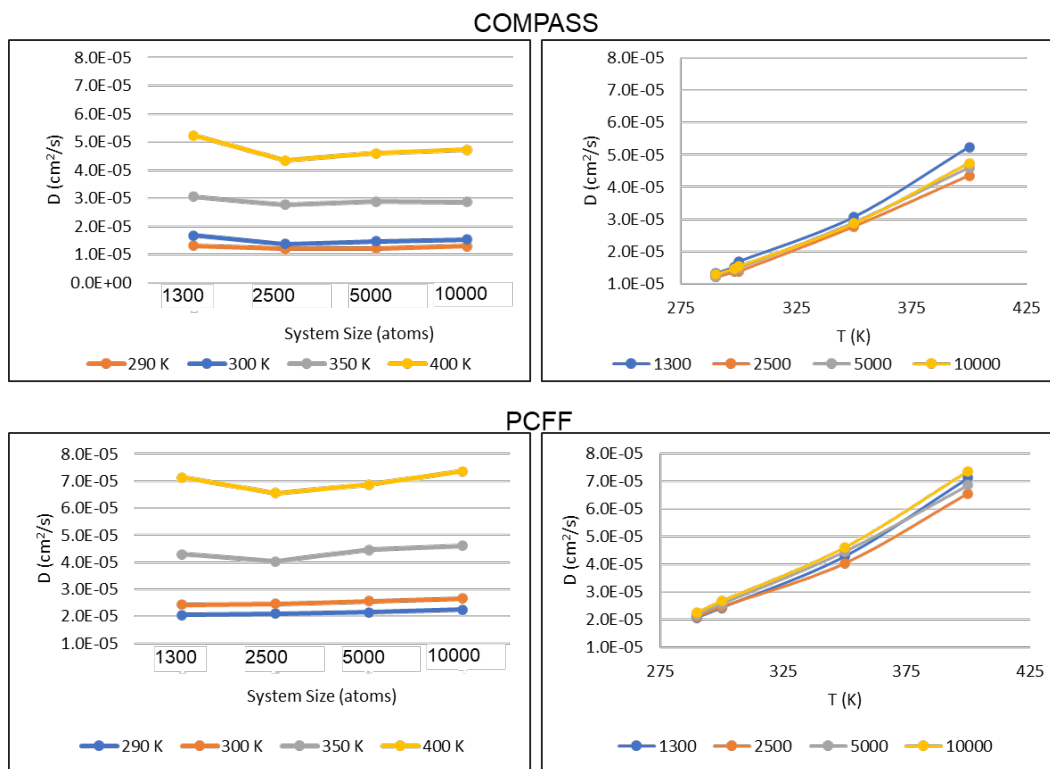 COMPASS
8.0E-05
7.0E-05
6.0E-05
5.0E-05
4.0E-05
3.0E-05
2.0E-05
1.0E-05
0.0E+00
D (cm²/s)
1300 2500 5000 10000
System Size (atoms)
290 K 300 K 350 K 400 K
8.0E-05
7.0E-05
6.0E-05
5.0E-05
4.0E-05
3.0E-05
2.0E-05
1.0E-05
D (cm²/s)
275 325 375 425
T (K)
1300 2500 5000 10000
PCFF
8.0E-05
7.0E-05
6.0E-05
5.0E-05
4.0E-05
3.0E-05
2.0E-05
1.0E-05
D (cm²/s)
1300 2500 5000 10000
System Size (atoms)
290 K 300 K 350 K 400 K
8.0E-05
7.0E-05
6.0E-05
5.0E-05
4.0E-05
3.0E-05
2.0E-05
1.0E-05
D (cm²/s)
275 325 375 425
T (K)
1300 2500 5000 10000